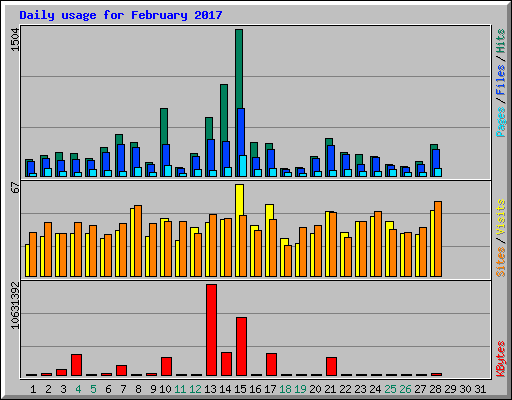 Daily usage for February 2017
1504
67
10631392
Pages / Files / Hits
Sites / Visits
KBytes
1 2 3 4 5 6 7 8 9 10 11 12 13 14 15 16 17 18 19 20 21 22 23 24 25 26 27 28 29 30 31